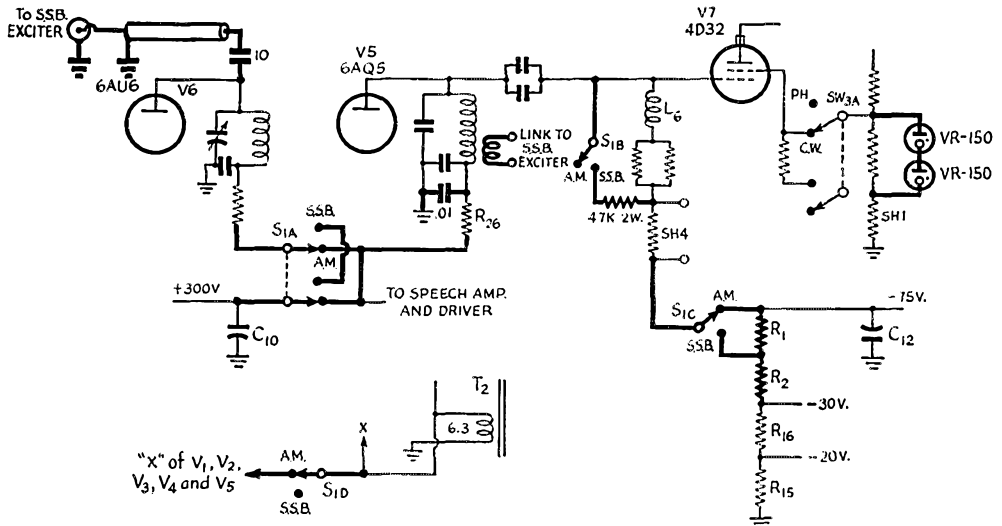 To S.S.B.
EXCITER
10
6AU6
V6
V5
6AQ5
V7
4D32
LINK TO
S.S.B.
EXCITER
.01
R26
S1B
A.M.
S.S.B.
L6
47K 2W.
SH4
PH.
SW3A
C.W.
VR-150
VR-150
SH1
S.S.B.
S1A
A.M.
+300V
C10
TO SPEECH AMP.
AND DRIVER
A.M.
S1C
S.S.B.
-75V.
R1
C12
R2
-30V.
R16
-20V.
R15
T2
6.3
X
"X" of V1, V2,
V3, V4 and V5
A.M.
S1D
S.S.B.